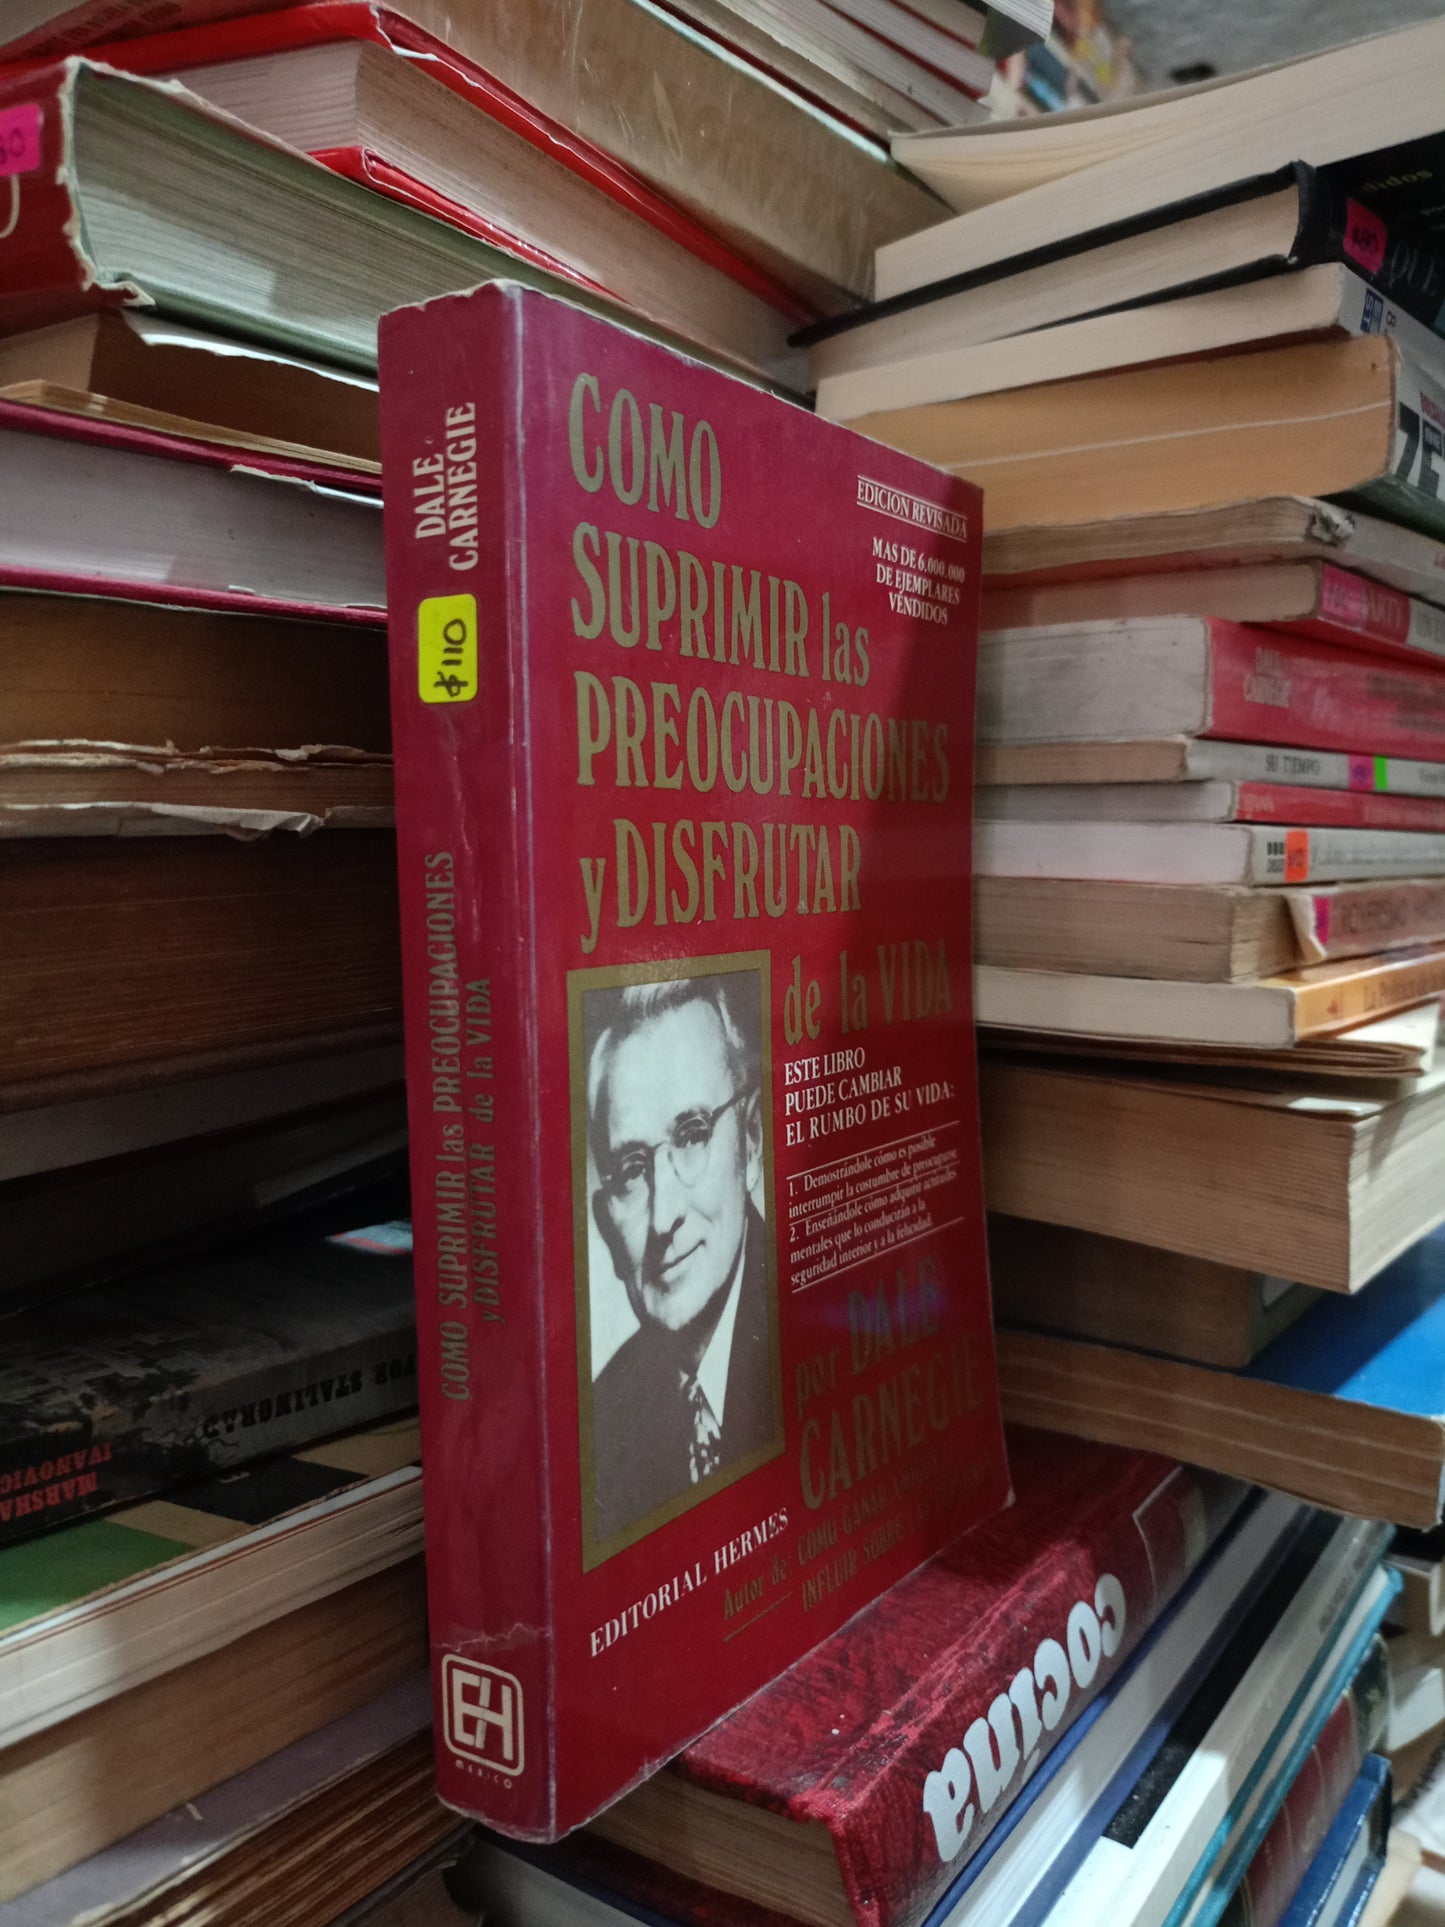 COMO
SUPRIMIR las
PREOCUPACIONES
y DISFRUTAR
de la VIDA
EDICION REVISADA
MAS DE 6.000.000
DE EJEMPLARES
VENDIDOS
ESTE LIBRO
PUEDE CAMBIAR
EL RUMBO DE SU VIDA:
1. Demostrándole cómo es posible
interrumpir la costumbre de preocuparse
2. Enseñándole cómo adquirir actitudes
mentales que lo conducirán a la
seguridad interior y a la felicidad
por DALE
CARNEGIE
EDITORIAL HERMES
Autor de: COMO GANAR AMIGOS E
INFLUIR SOBRE LAS PERSONAS
DALE
CARNEGIE
$110
COMO SUPRIMIR las PREOCUPACIONES
y DISFRUTAR de la VIDA
EH
MEXICO
$80
DALE
CARNEGIE
SU TIEMPO
cocina
STALINGRAD